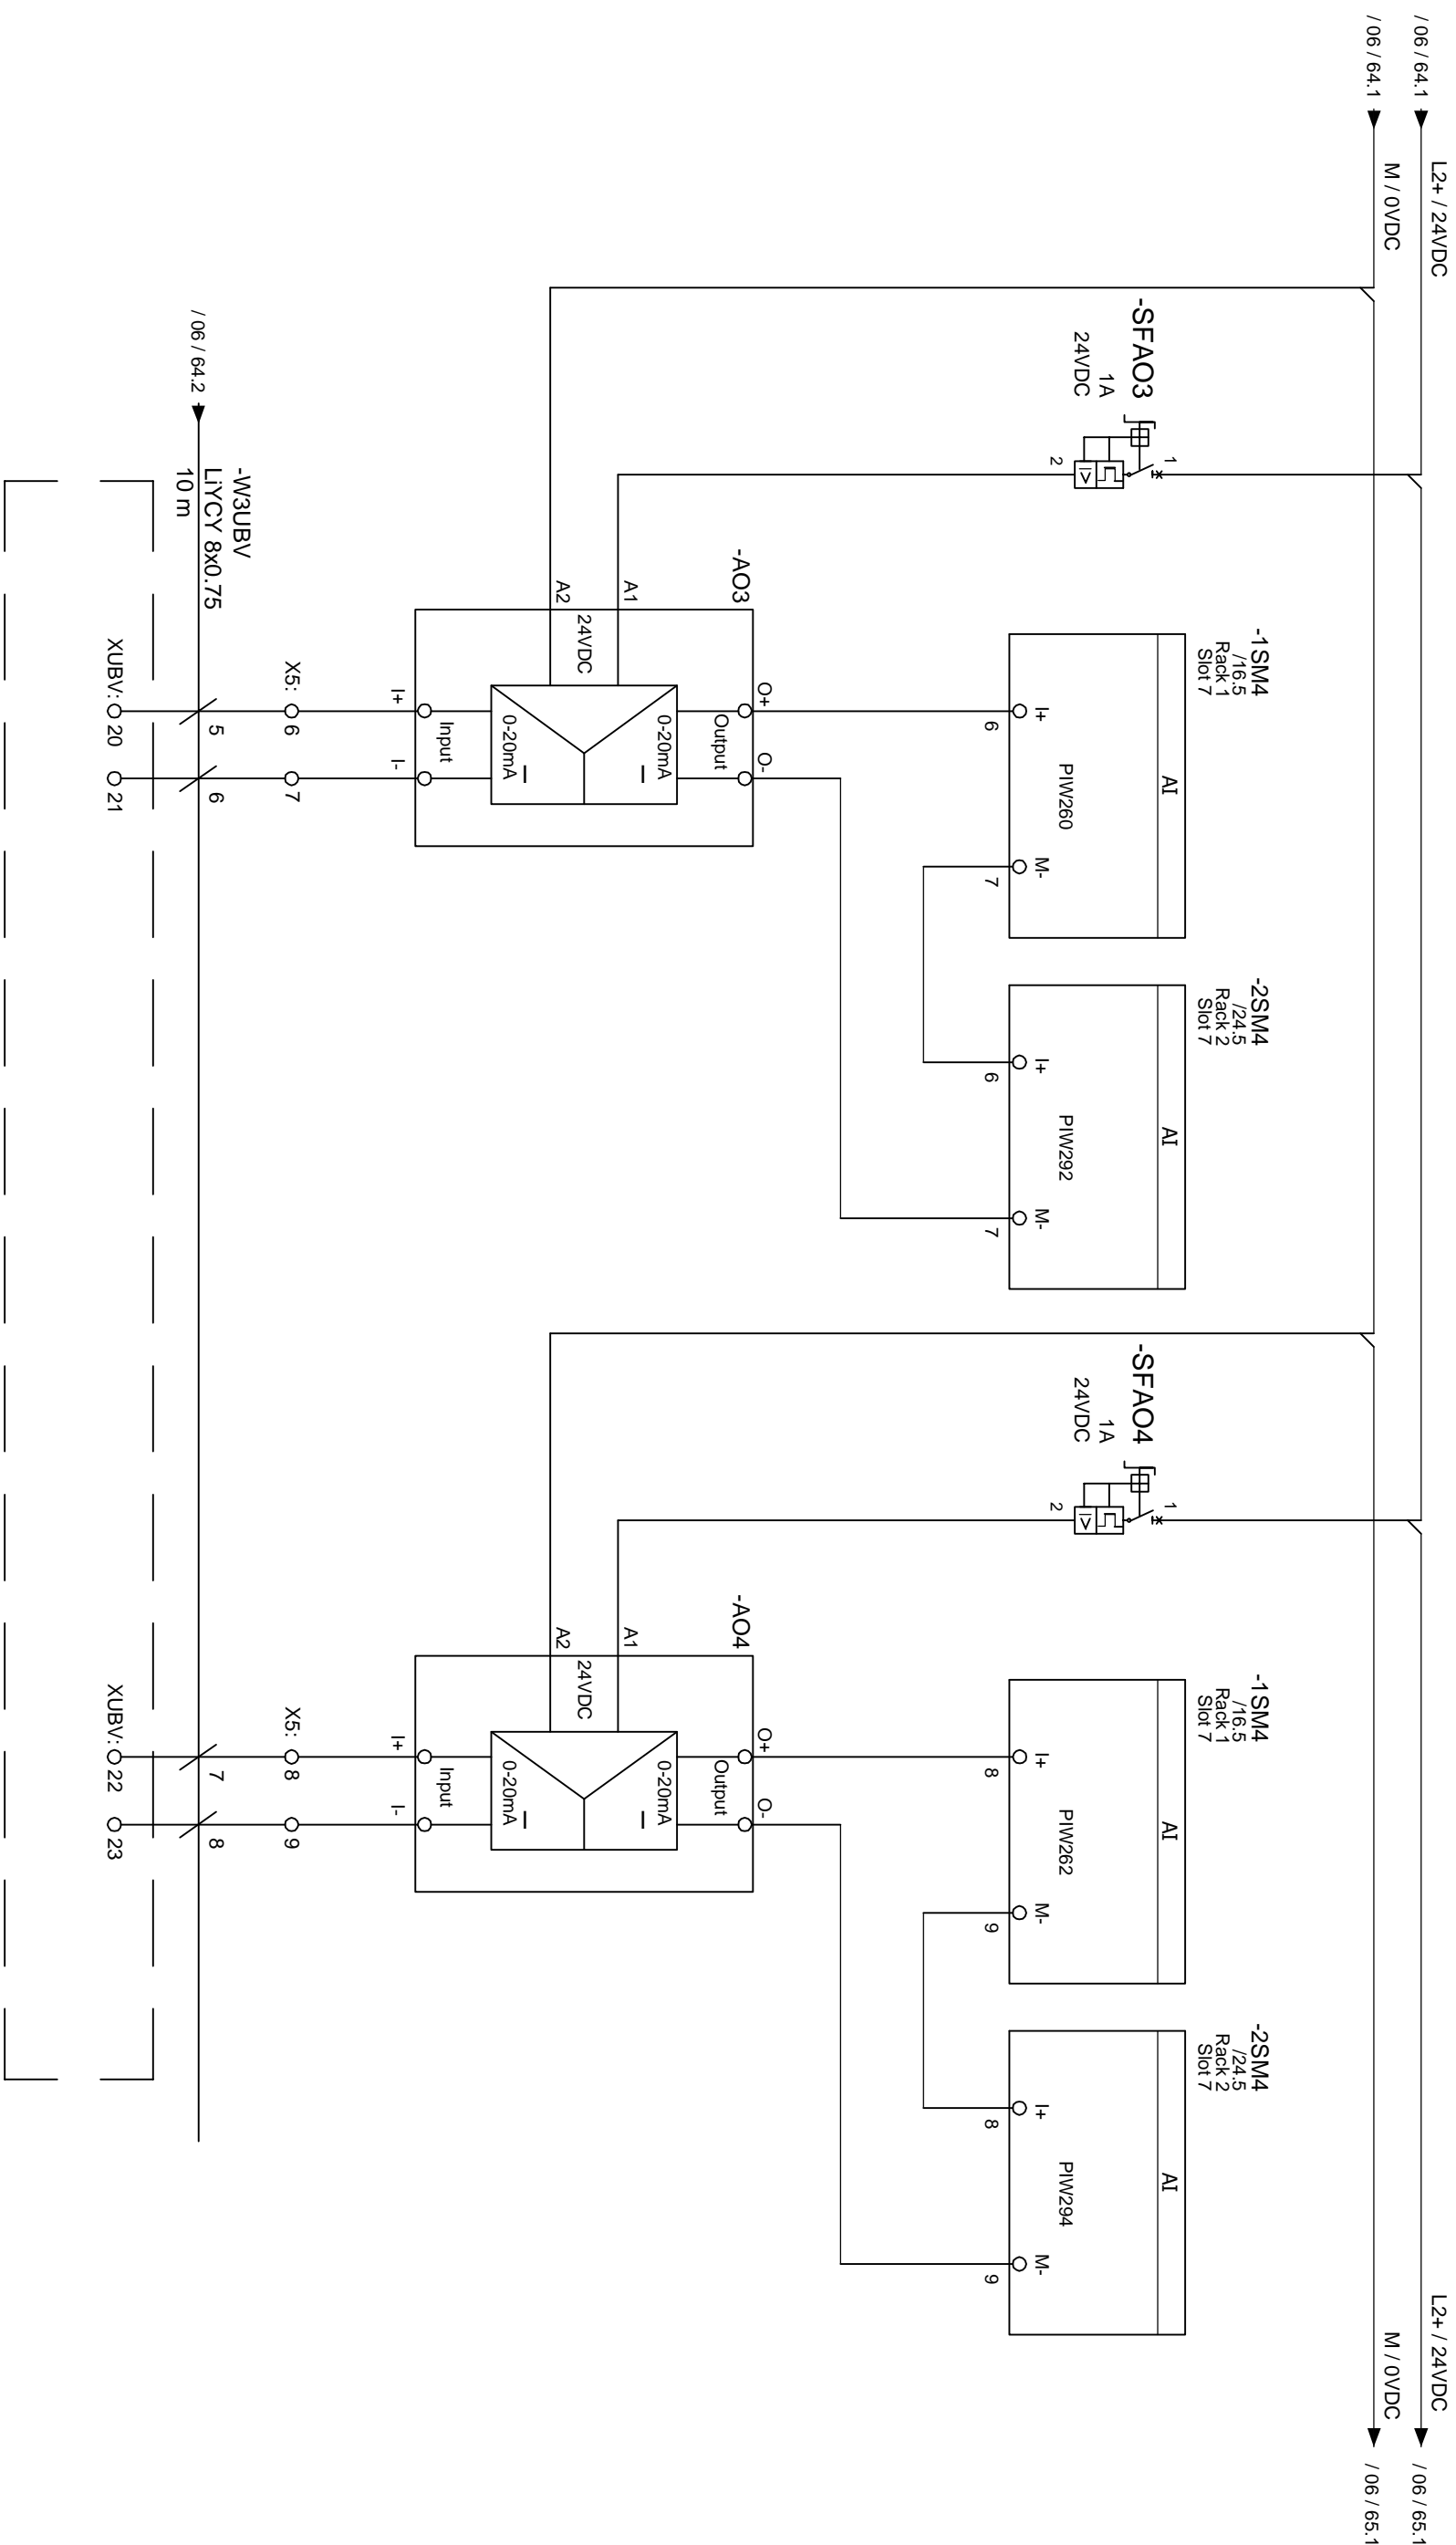 / 06 / 64.1
L2+ / 24VDC
L2+ / 24VDC
/ 06 / 65.1
/ 06 / 64.1
M / 0VDC
M / 0VDC
/ 06 / 65.1
-SFAO3
1A
24VDC
1
2
I>
-1SM4
/16.5
Rack 1
Slot 7
AI
PIW260
I+
M-
6
7
-2SM4
/24.5
Rack 2
Slot 7
AI
PIW292
I+
M-
6
7
-SFAO4
1A
24VDC
1
2
I>
-1SM4
/16.5
Rack 1
Slot 7
AI
PIW262
I+
M-
8
9
-2SM4
/24.5
Rack 2
Slot 7
AI
PIW294
I+
M-
8
9
-AO3
O+
O-
Output
0-20mA
A1
24VDC
A2
0-20mA
Input
I+
I-
-AO4
O+
O-
Output
0-20mA
A1
24VDC
A2
0-20mA
Input
I+
I-
X5:
6
7
X5:
8
9
/ 06 / 64.2
-W3UBV
LiYCY 8x0.75
10 m
5
6
7
8
XUBV:
20
21
XUBV:
22
23